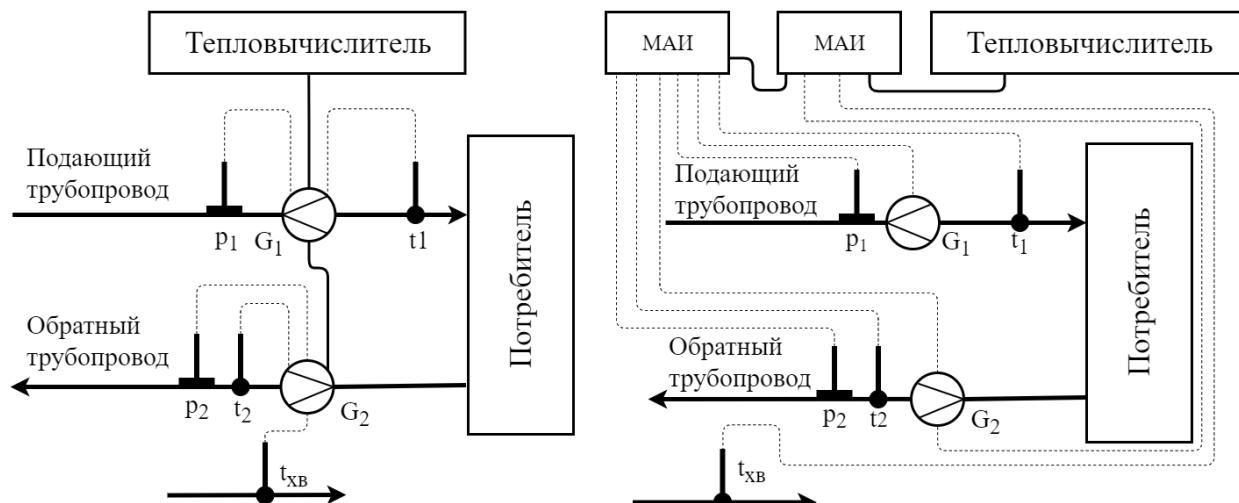 Тепловычислитель
Подающий
трубопровод
p1
G1
t1
Обратный
трубопровод
p2
t2
G2
tхв
Потребитель
МАИ
МАИ
Тепловычислитель
Подающий
трубопровод
p1
G1
t1
Обратный
трубопровод
p2
t2
G2
tхв
Потребитель